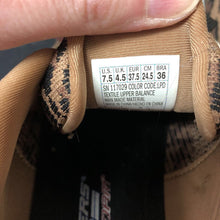 U.S. U.K. EUR CM BRA
7.5 4.5 37.5 24.5 36
SN 117029 COLOR CODE:LPD
TEXTILE UPPER BALANCE
MAN MADE MATERIAL